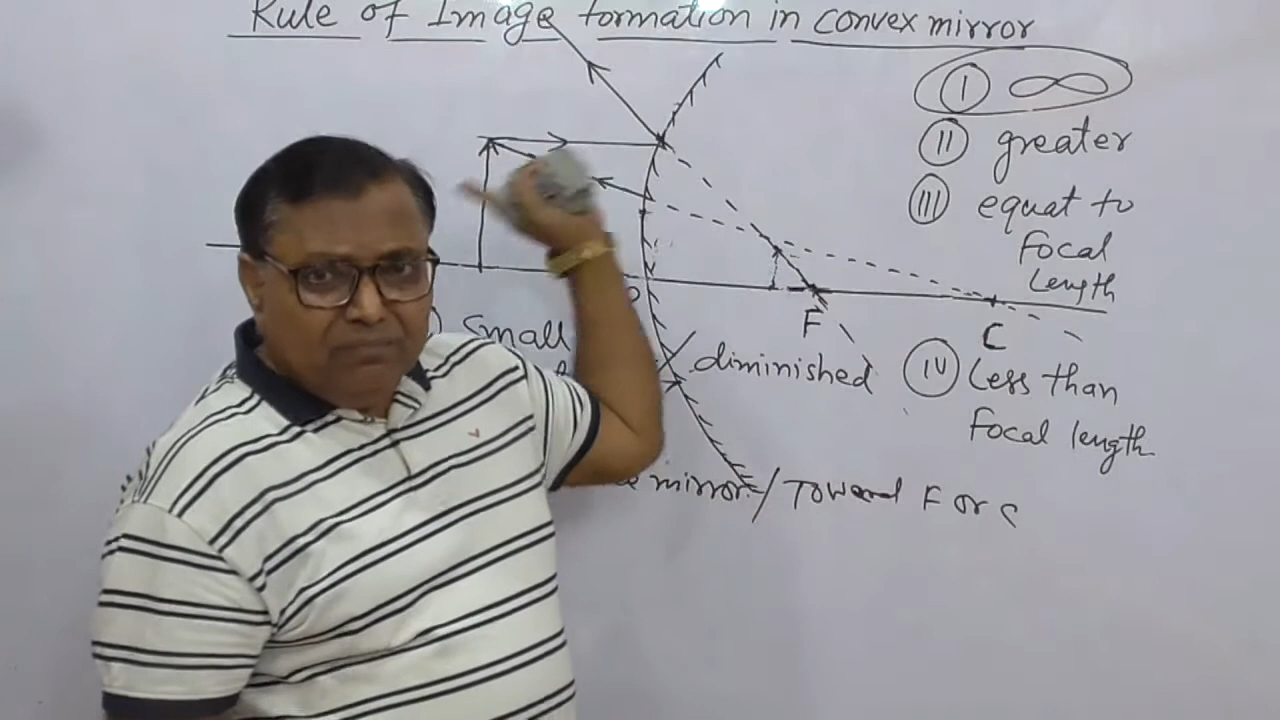 Rule of Image formation in convex mirror
I ∞
II greater
III equat to
Focal
Length
F
C
) Small
/ diminished
IV Less than
Focal length
mirror / Toward F or C